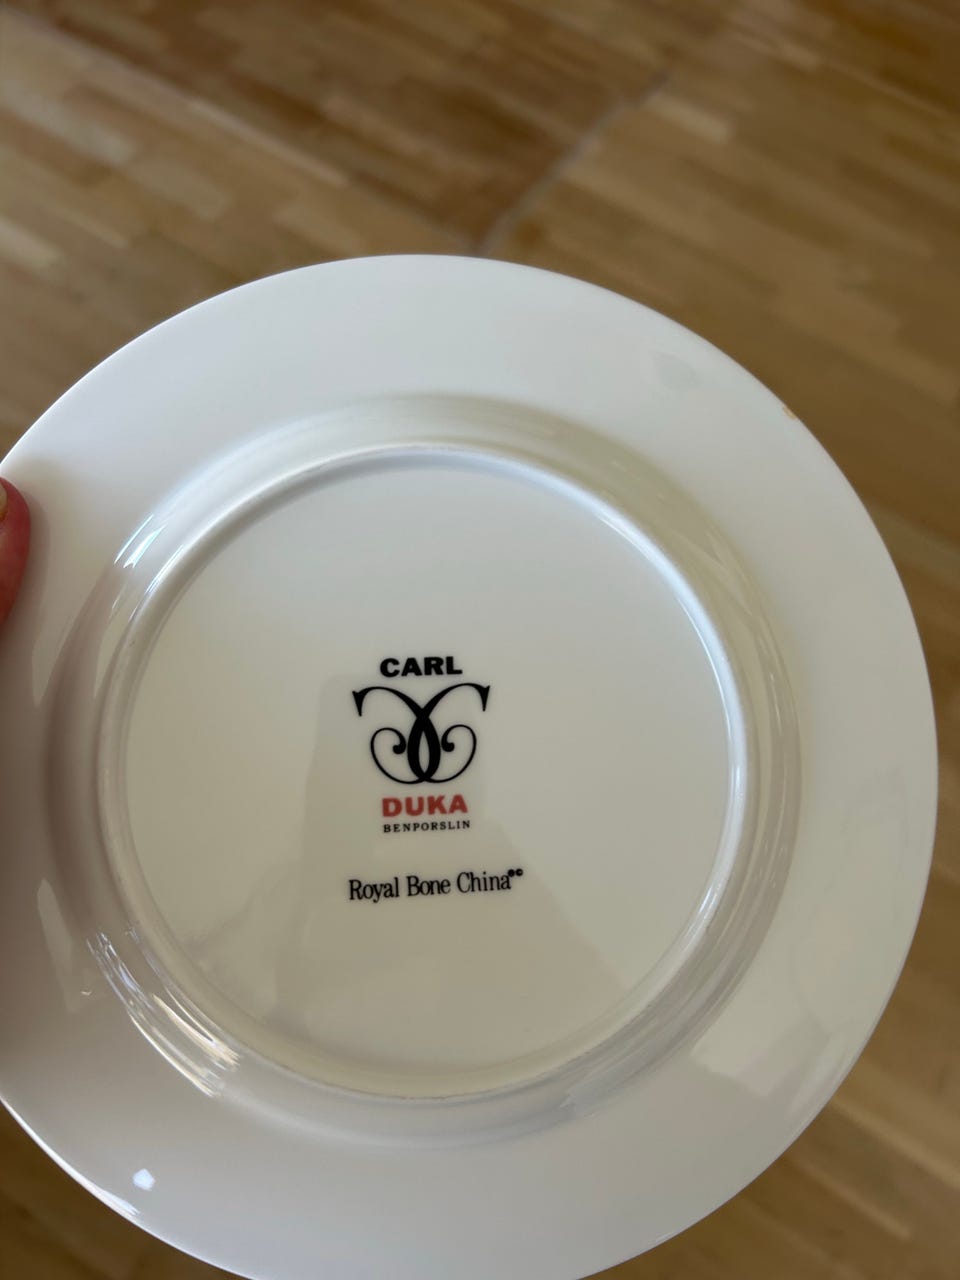 CARL
DUKA
BENPORSLIN
Royal Bone China